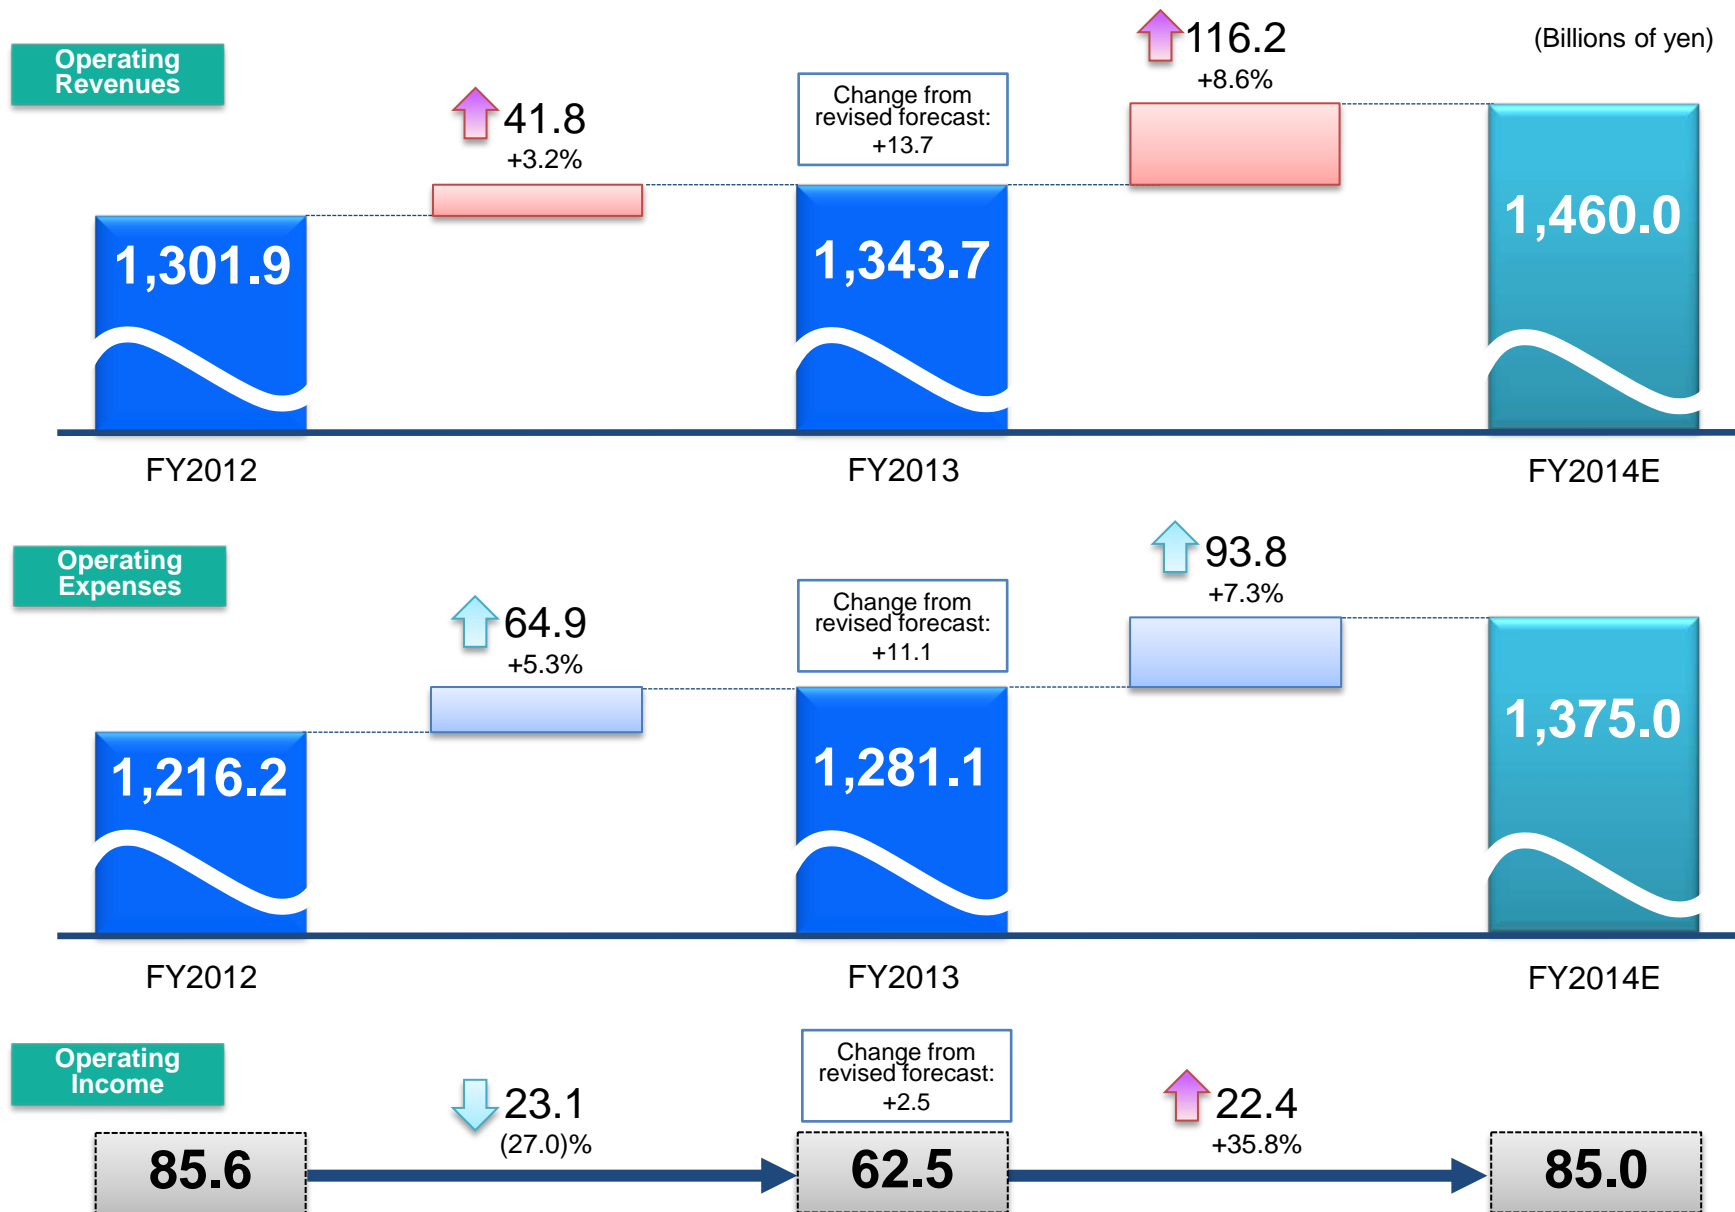 (Billions of yen)
Operating
Revenues
41.8
+3.2%
Change from
revised forecast:
+13.7
116.2
+8.6%
1,301.9
1,343.7
1,460.0
FY2012
FY2013
FY2014E
Operating
Expenses
64.9
+5.3%
Change from
revised forecast:
+11.1
93.8
+7.3%
1,216.2
1,281.1
1,375.0
FY2012
FY2013
FY2014E
Operating
Income
23.1
(27.0)%
Change from
revised forecast:
+2.5
22.4
+35.8%
85.6
62.5
85.0